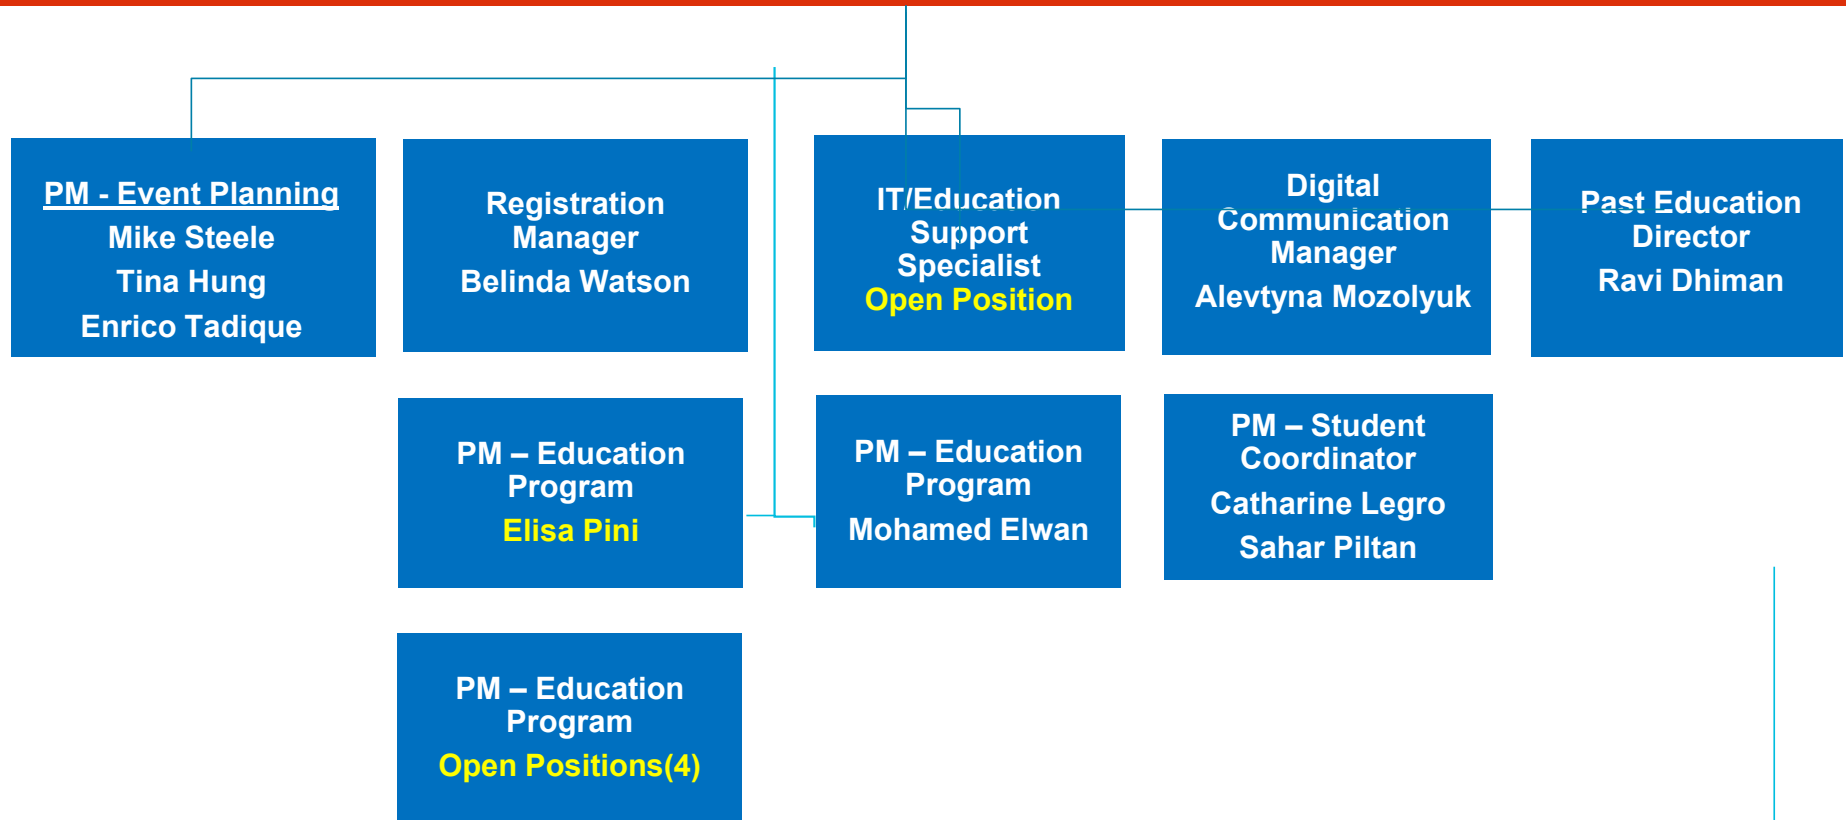 PM - Event Planning
Mike Steele
Tina Hung
Enrico Tadique
Registration
Manager
Belinda Watson
IT/Education
Support
Specialist
Open Position
Digital
Communication
Manager
Alevtyna Mozolyuk
Past Education
Director
Ravi Dhiman
PM – Education
Program
Elisa Pini
PM – Education
Program
Mohamed Elwan
PM – Student
Coordinator
Catharine Legro
Sahar Piltan
PM – Education
Program
Open Positions(4)